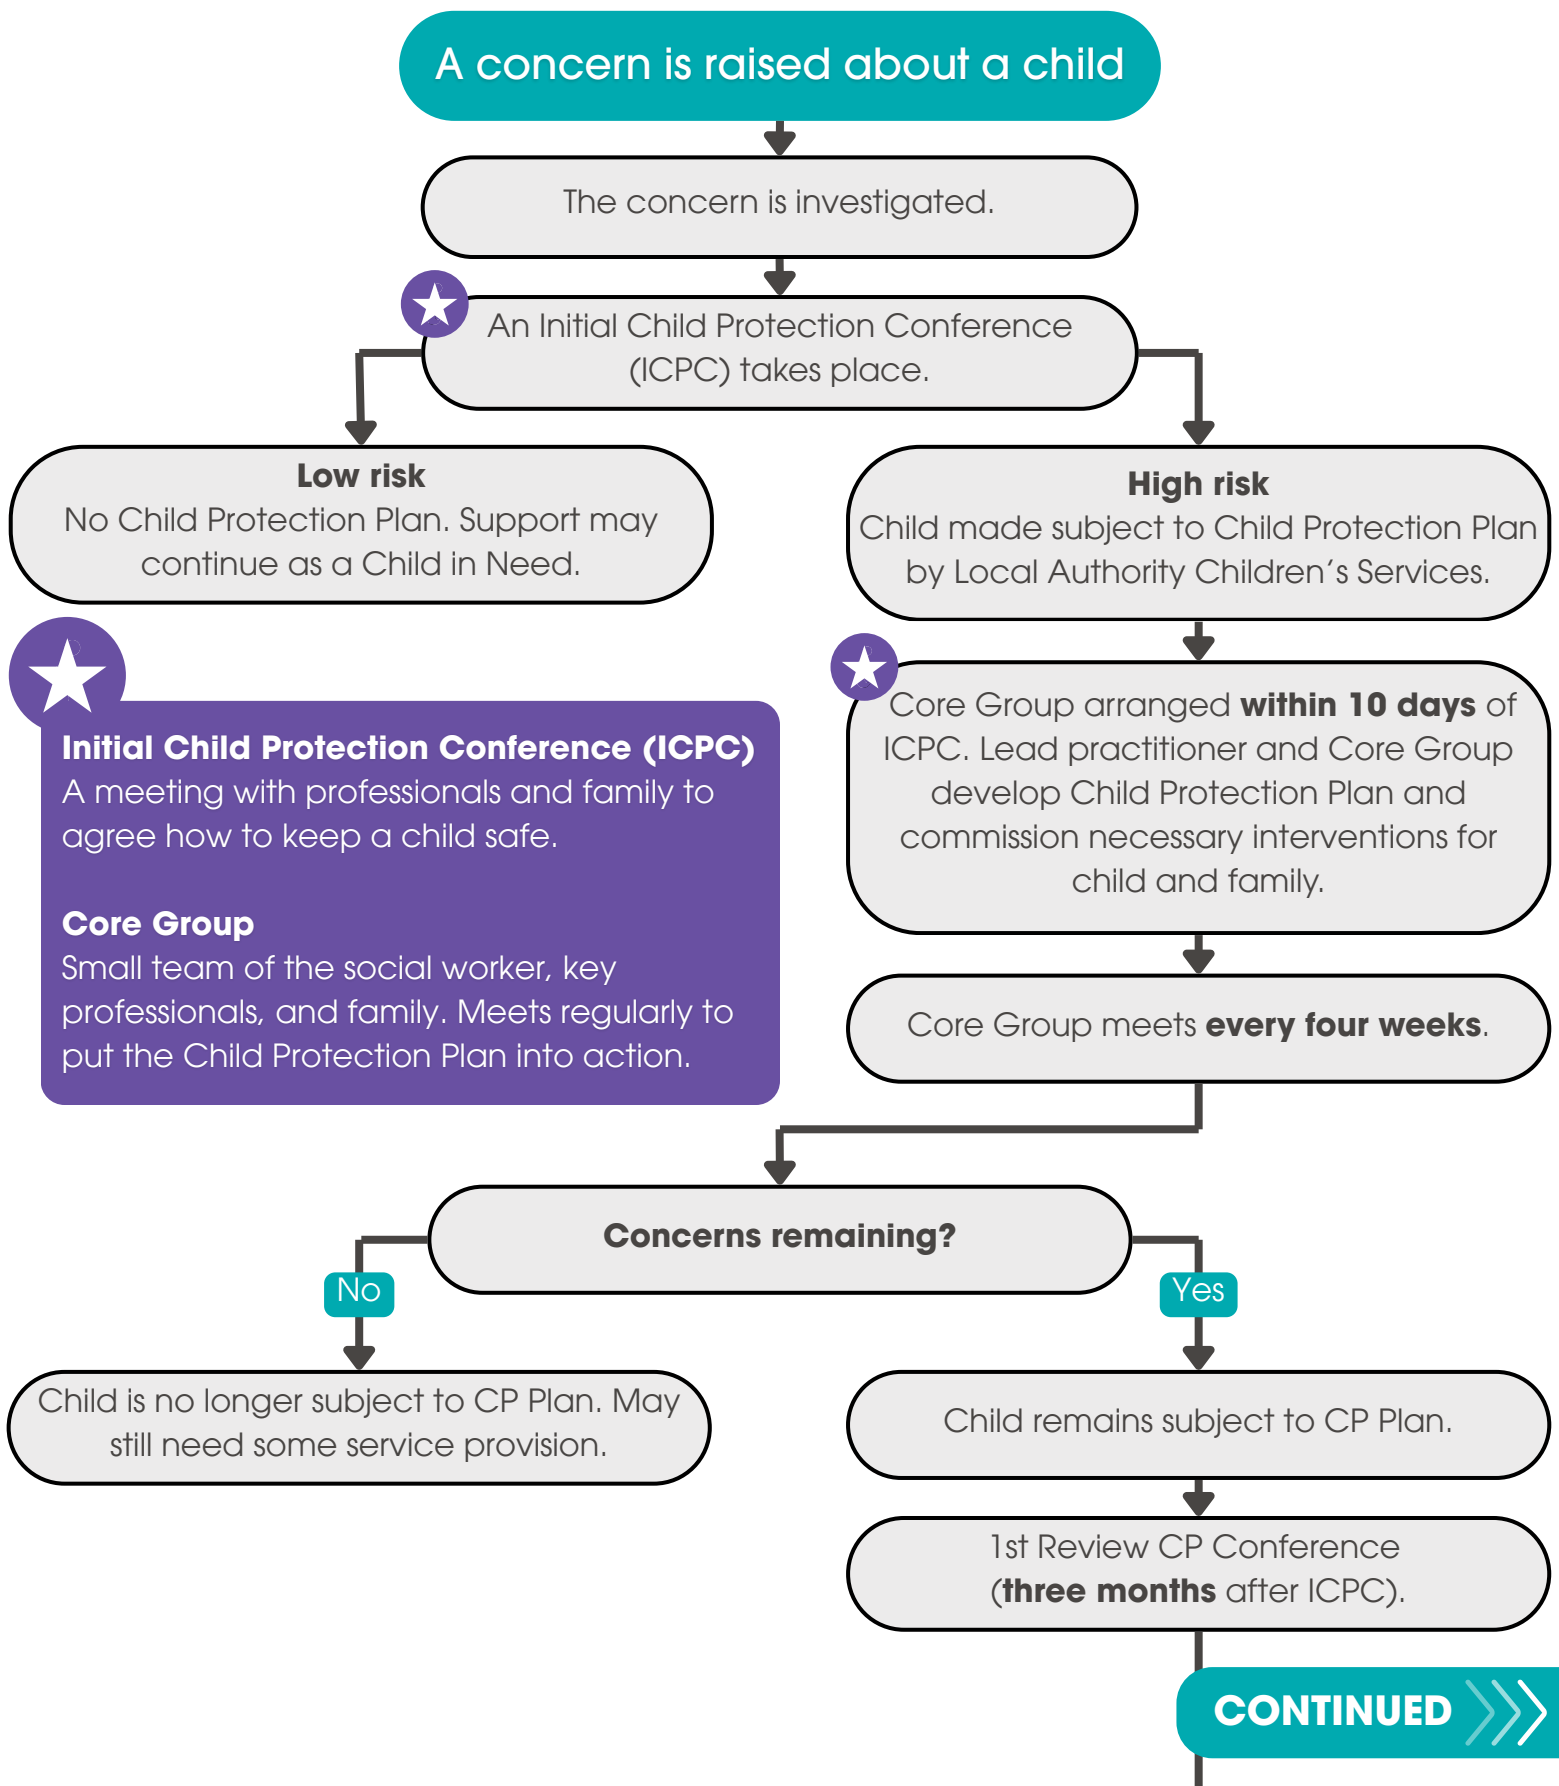 A concern is raised about a child
The concern is investigated.
An Initial Child Protection Conference
(ICPC) takes place.
Low risk
No Child Protection Plan. Support may
continue as a Child in Need.
High risk
Child made subject to Child Protection Plan
by Local Authority Children’s Services.
Initial Child Protection Conference (ICPC)
A meeting with professionals and family to
agree how to keep a child safe.
Core Group
Small team of the social worker, key
professionals, and family. Meets regularly to
put the Child Protection Plan into action.
Core Group arranged within 10 days of
ICPC. Lead practitioner and Core Group
develop Child Protection Plan and
commission necessary interventions for
child and family.
Core Group meets every four weeks.
Concerns remaining?
No
Yes
Child is no longer subject to CP Plan. May
still need some service provision.
Child remains subject to CP Plan.
1st Review CP Conference
(three months after ICPC).
CONTINUED